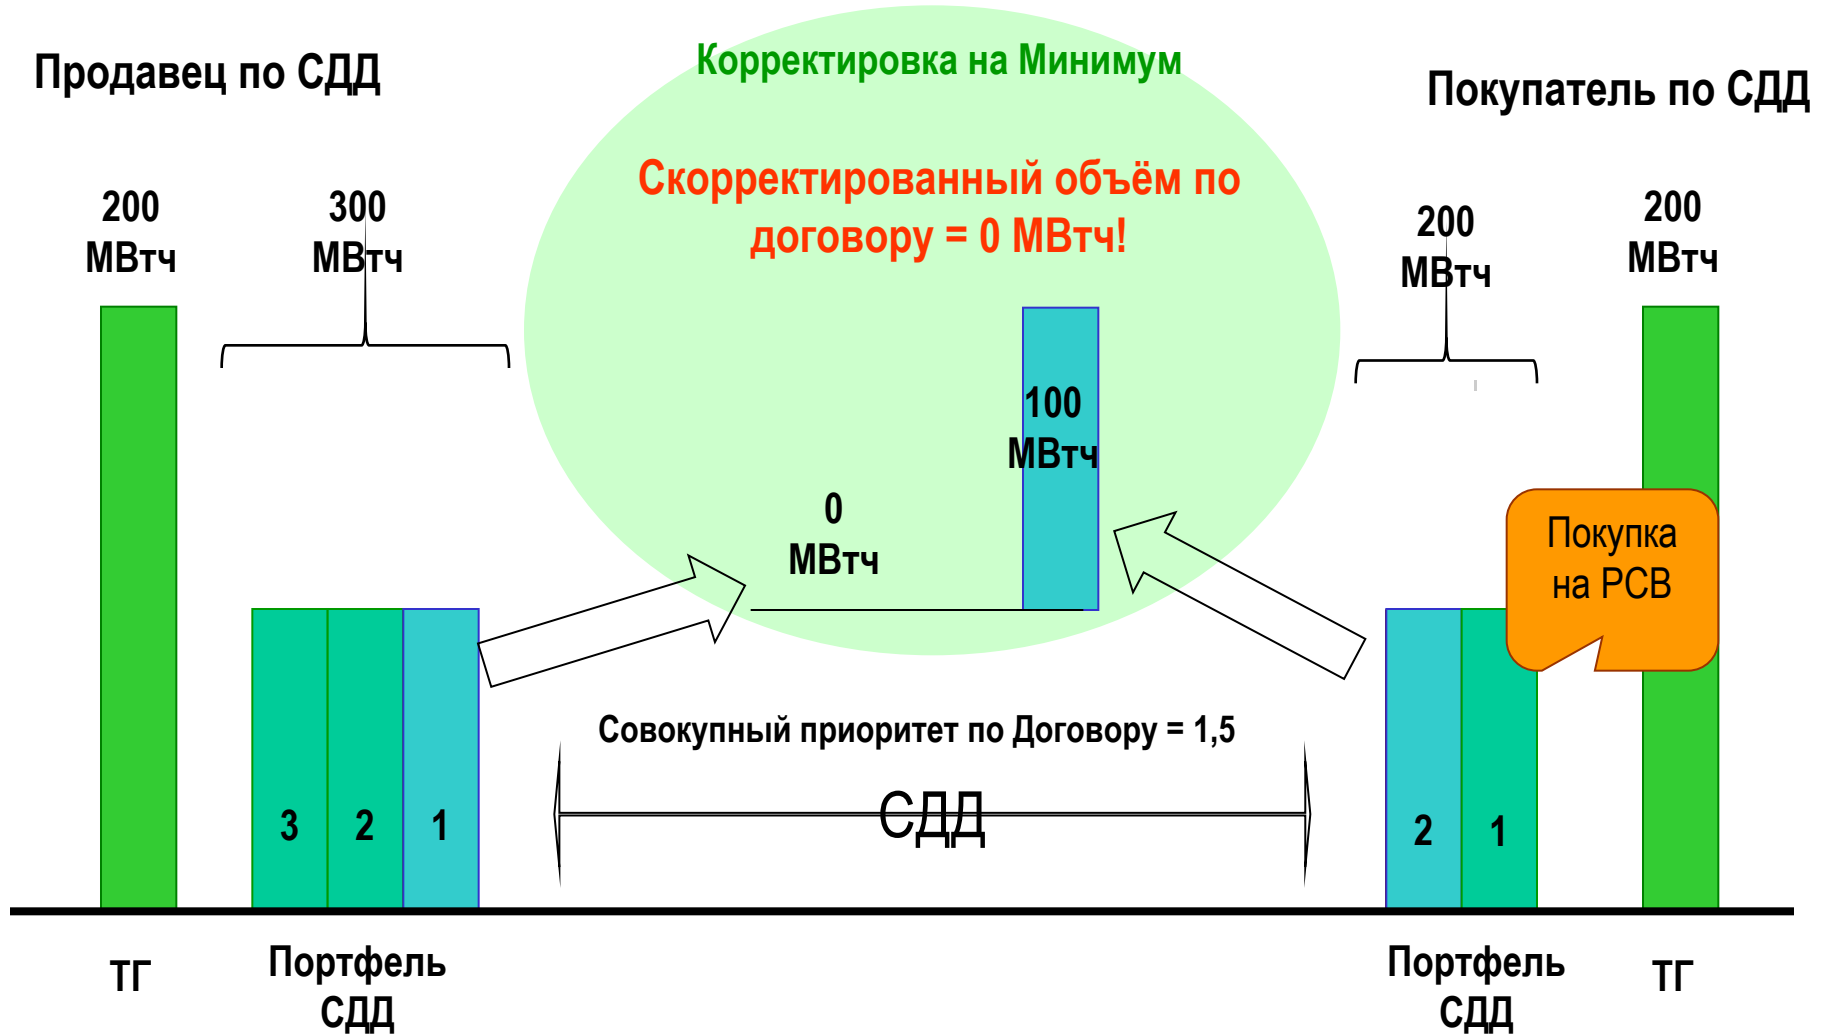 Продавец по СДД
Корректировка на Минимум
Покупатель по СДД
Скорректированный объём по
договору = 0 МВтч!
200
МВтч
300
МВтч
200
МВтч
200
МВтч
100
МВтч
0
МВтч
Покупка
на РСВ
Совокупный приоритет по Договору = 1,5
СДД
3
2
1
2
1
ТГ
Портфель
СДД
Портфель
СДД
ТГ